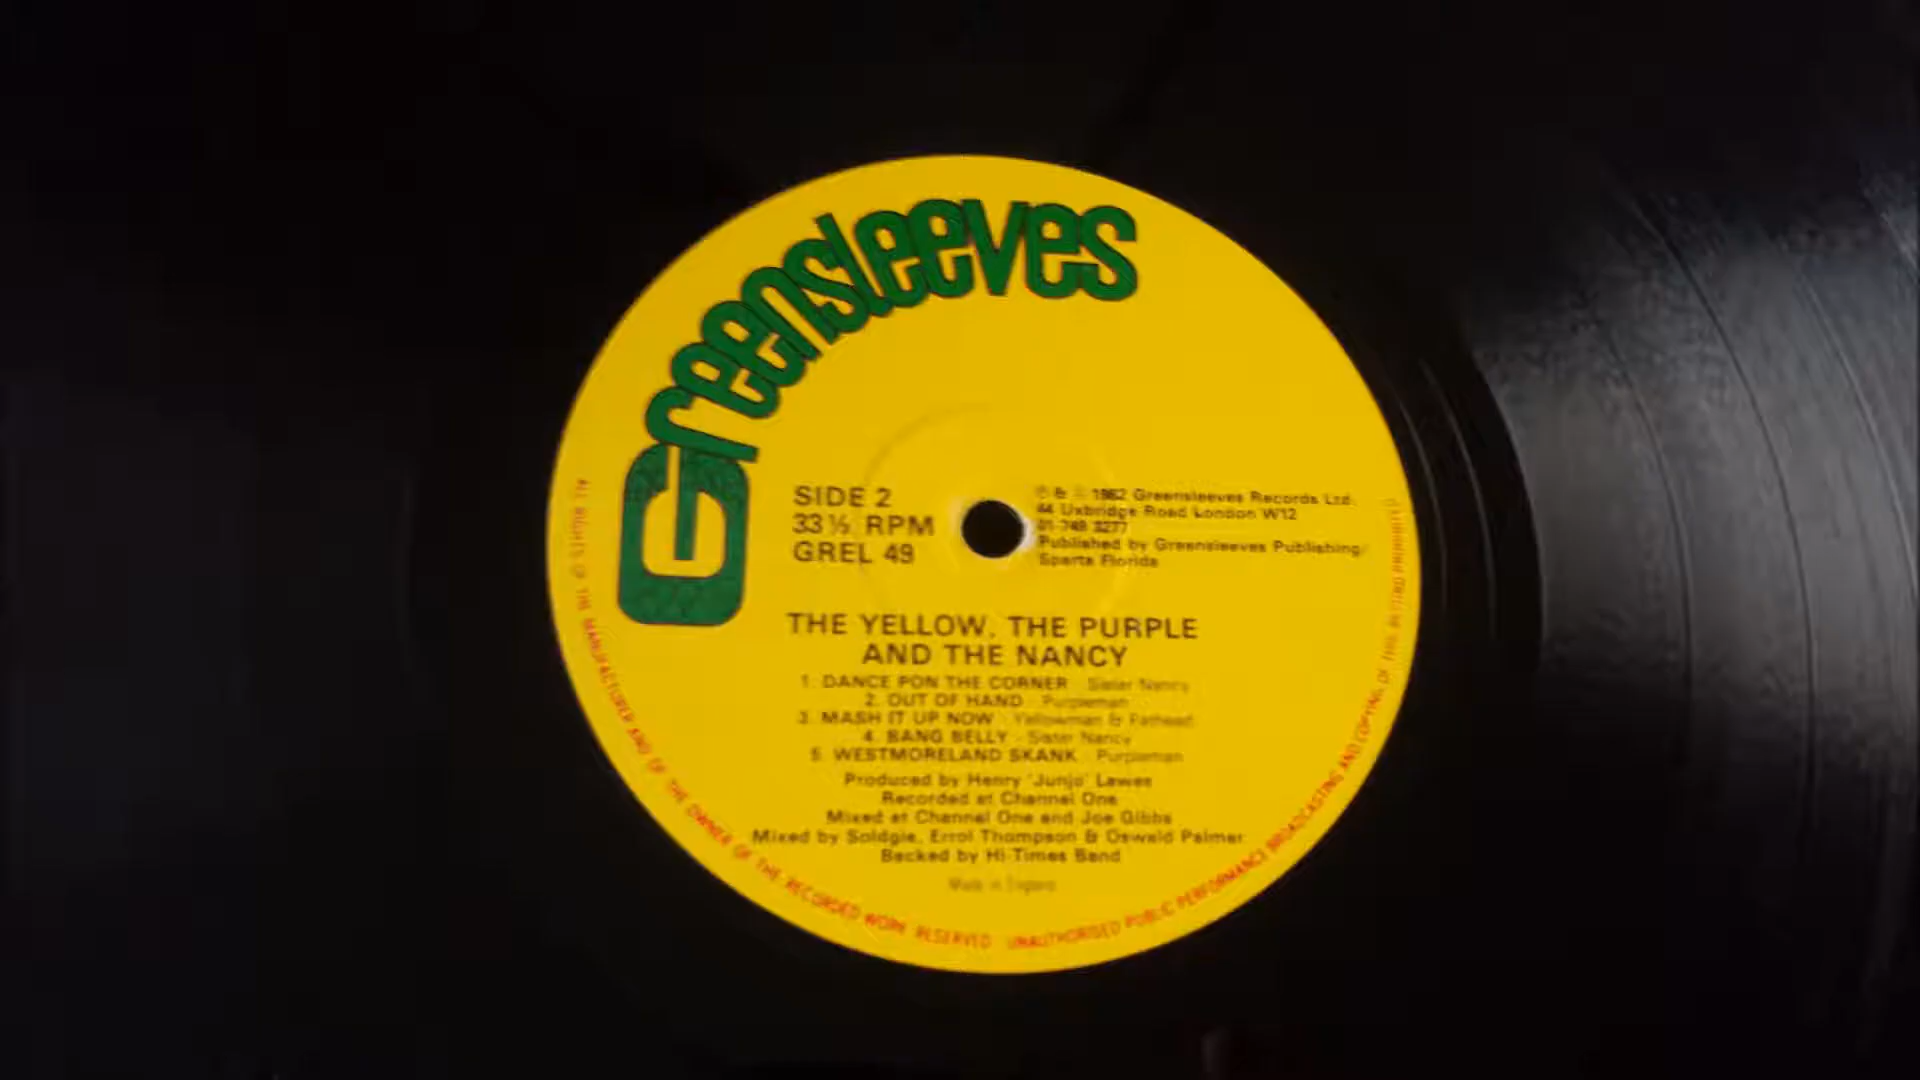 Greensleeves
SIDE 2
33⅓ RPM
GREL 49
℗ & © 1982 Greensleeves Records Ltd.
44 Uxbridge Road London W12
01-749 3277
Published by Greensleeves Publishing/
Sparta Florida
THE YELLOW, THE PURPLE
AND THE NANCY
1. DANCE PON THE CORNER - Sister Nancy
2. OUT OF HAND - Purpleman
3. MASH IT UP NOW - Yellowman & Fathead
4. BANG BELLY - Sister Nancy
5. WESTMORELAND SKANK - Purpleman
Produced by Henry 'Junjo' Lawes
Recorded at Channel One
Mixed at Channel One and Joe Gibbs
Mixed by Soldgie, Errol Thompson & Oswald Palmer
Backed by Hi-Times Band
Made in England
ALL RIGHTS OF THE MANUFACTURER AND OF THE OWNER OF THE RECORDED WORK RESERVED UNAUTHORISED PUBLIC PERFORMANCE BROADCASTING AND COPYING OF THIS RECORD PROHIBITED